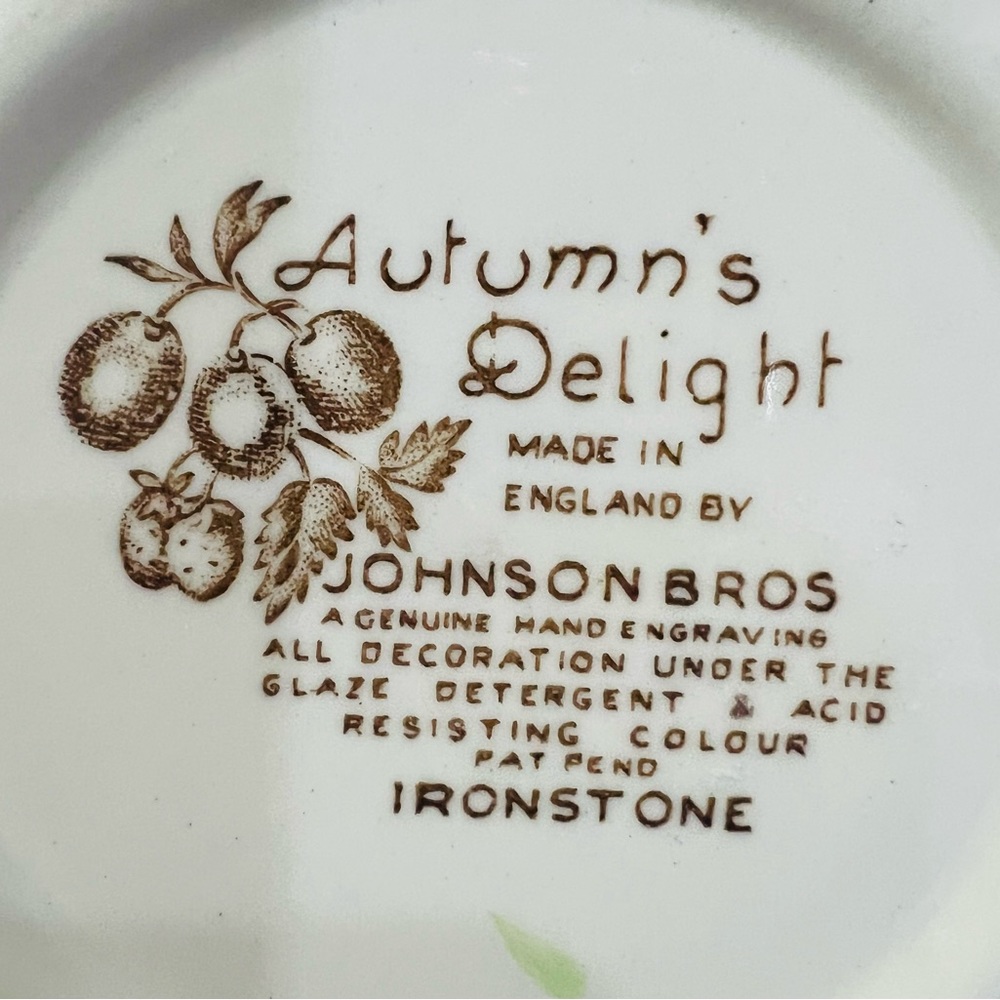 Autumn's
Delight
MADE IN
ENGLAND BY
JOHNSON BROS
A GENUINE HAND ENGRAVING
ALL DECORATION UNDER THE
GLAZE DETERGENT & ACID
RESISTING COLOUR
PAT PEND
IRONSTONE